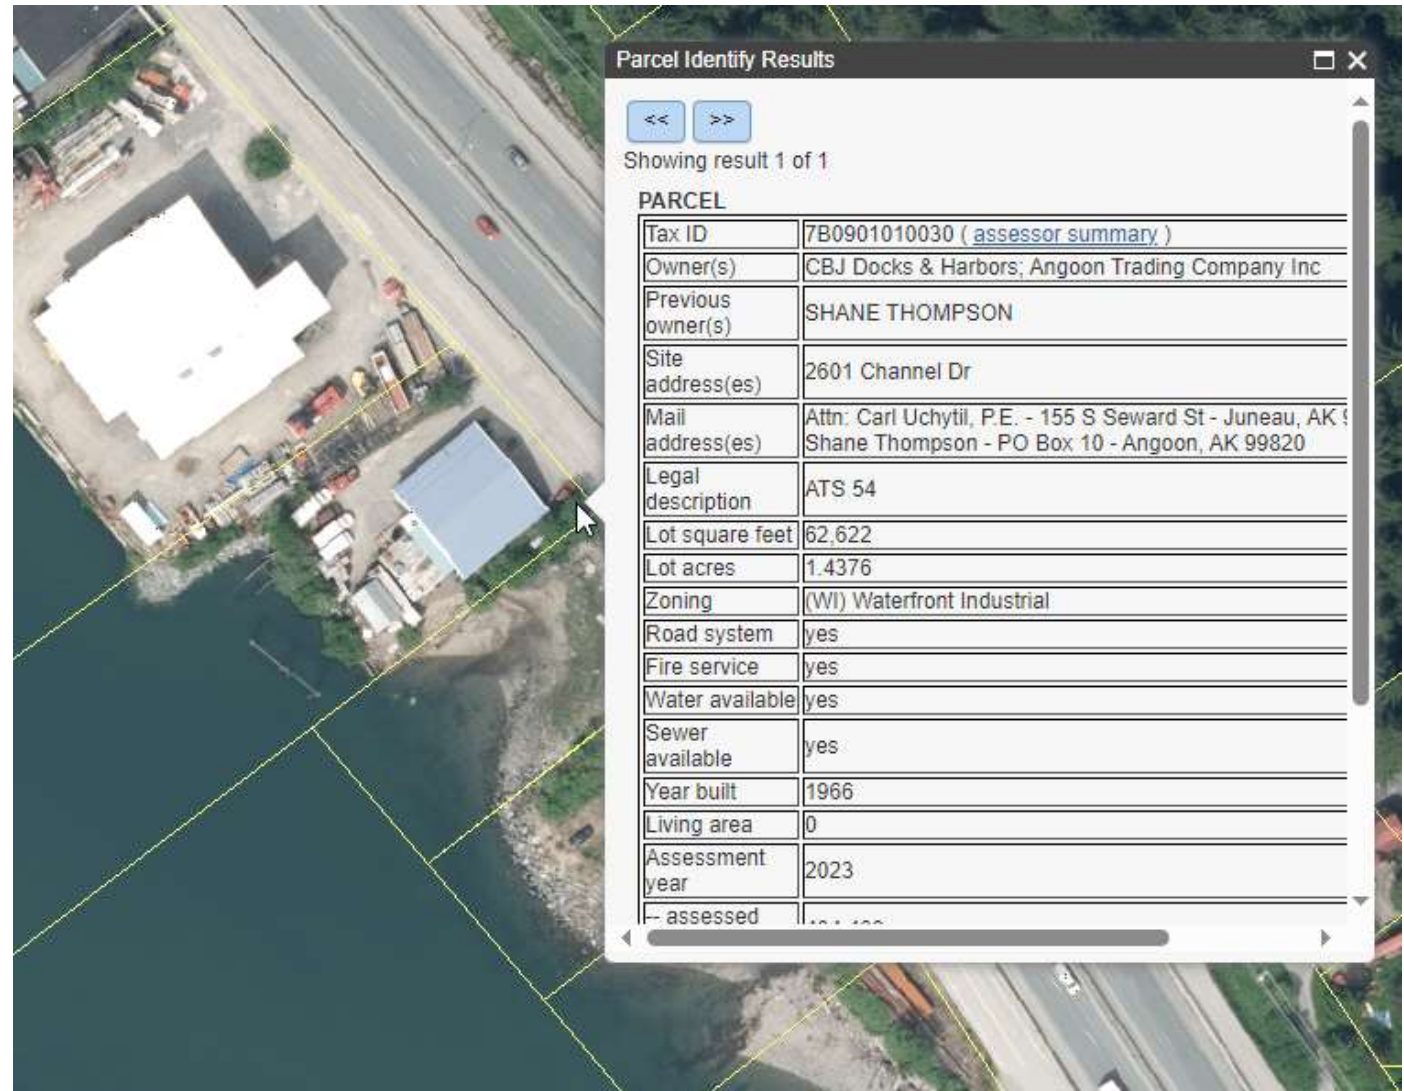 Parcel Identify Results
<< >>
Showing result 1 of 1
PARCEL
Tax ID 7B0901010030 ( assessor summary )
Owner(s) CBJ Docks & Harbors; Angoon Trading Company Inc
Previous
owner(s) SHANE THOMPSON
Site
address(es) 2601 Channel Dr
Mail
address(es) Attn: Carl Uchytil, P.E. - 155 S Seward St - Juneau, AK
Shane Thompson - PO Box 10 - Angoon, AK 99820
Legal
description ATS 54
Lot square feet 62,622
Lot acres 1.4376
Zoning (WI) Waterfront Industrial
Road system yes
Fire service yes
Water available yes
Sewer
available yes
Year built 1966
Living area 0
Assessment
year 2023
-- assessed